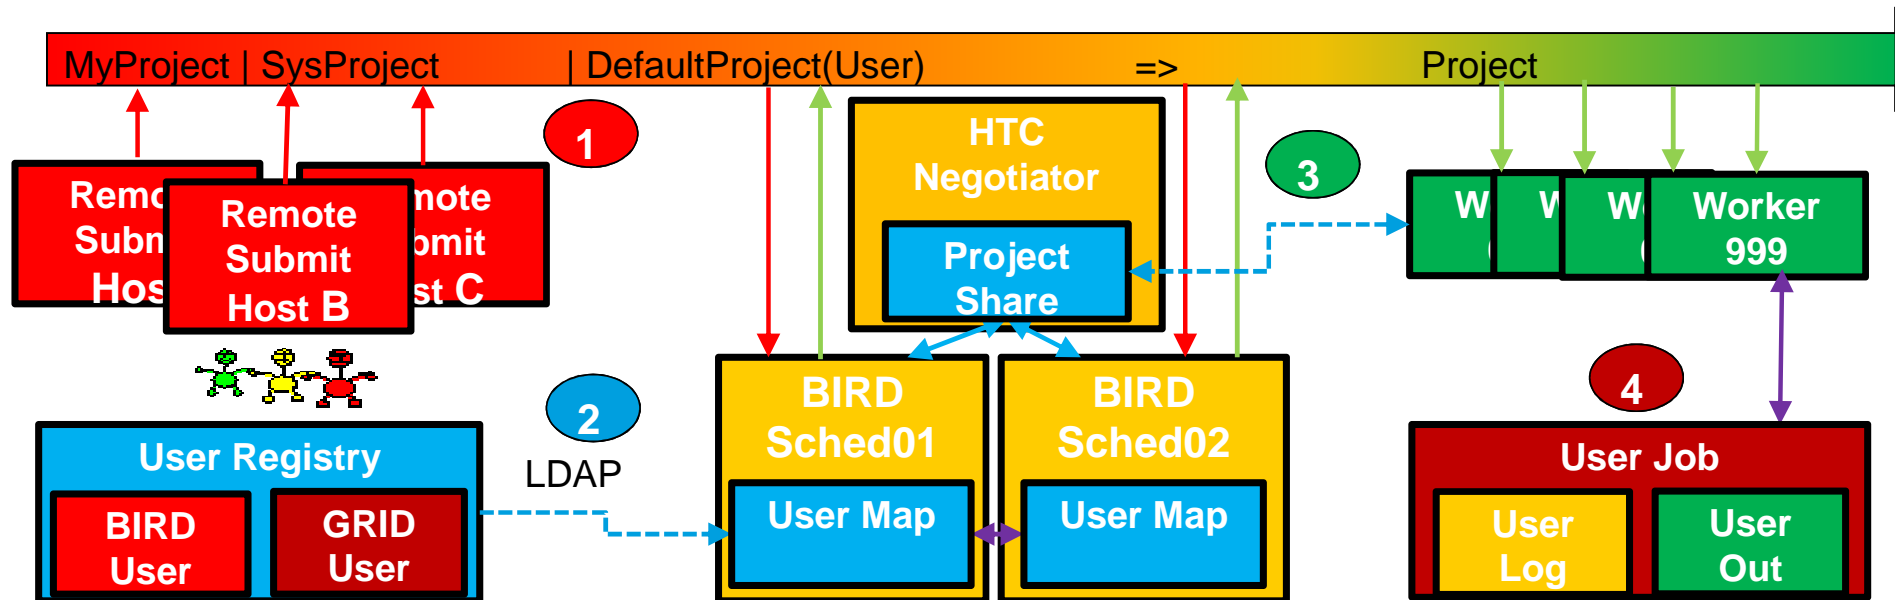 MyProject | SysProject | DefaultProject(User) => Project
1
HTC
Negotiator
Project
Share
3
Remote
Submit
Host B
Host C
Worker
999
2
LDAP
User Registry
BIRD
User
GRID
User
BIRD
Sched01
User Map
BIRD
Sched02
User Map
4
User Job
User
Log
User
Out